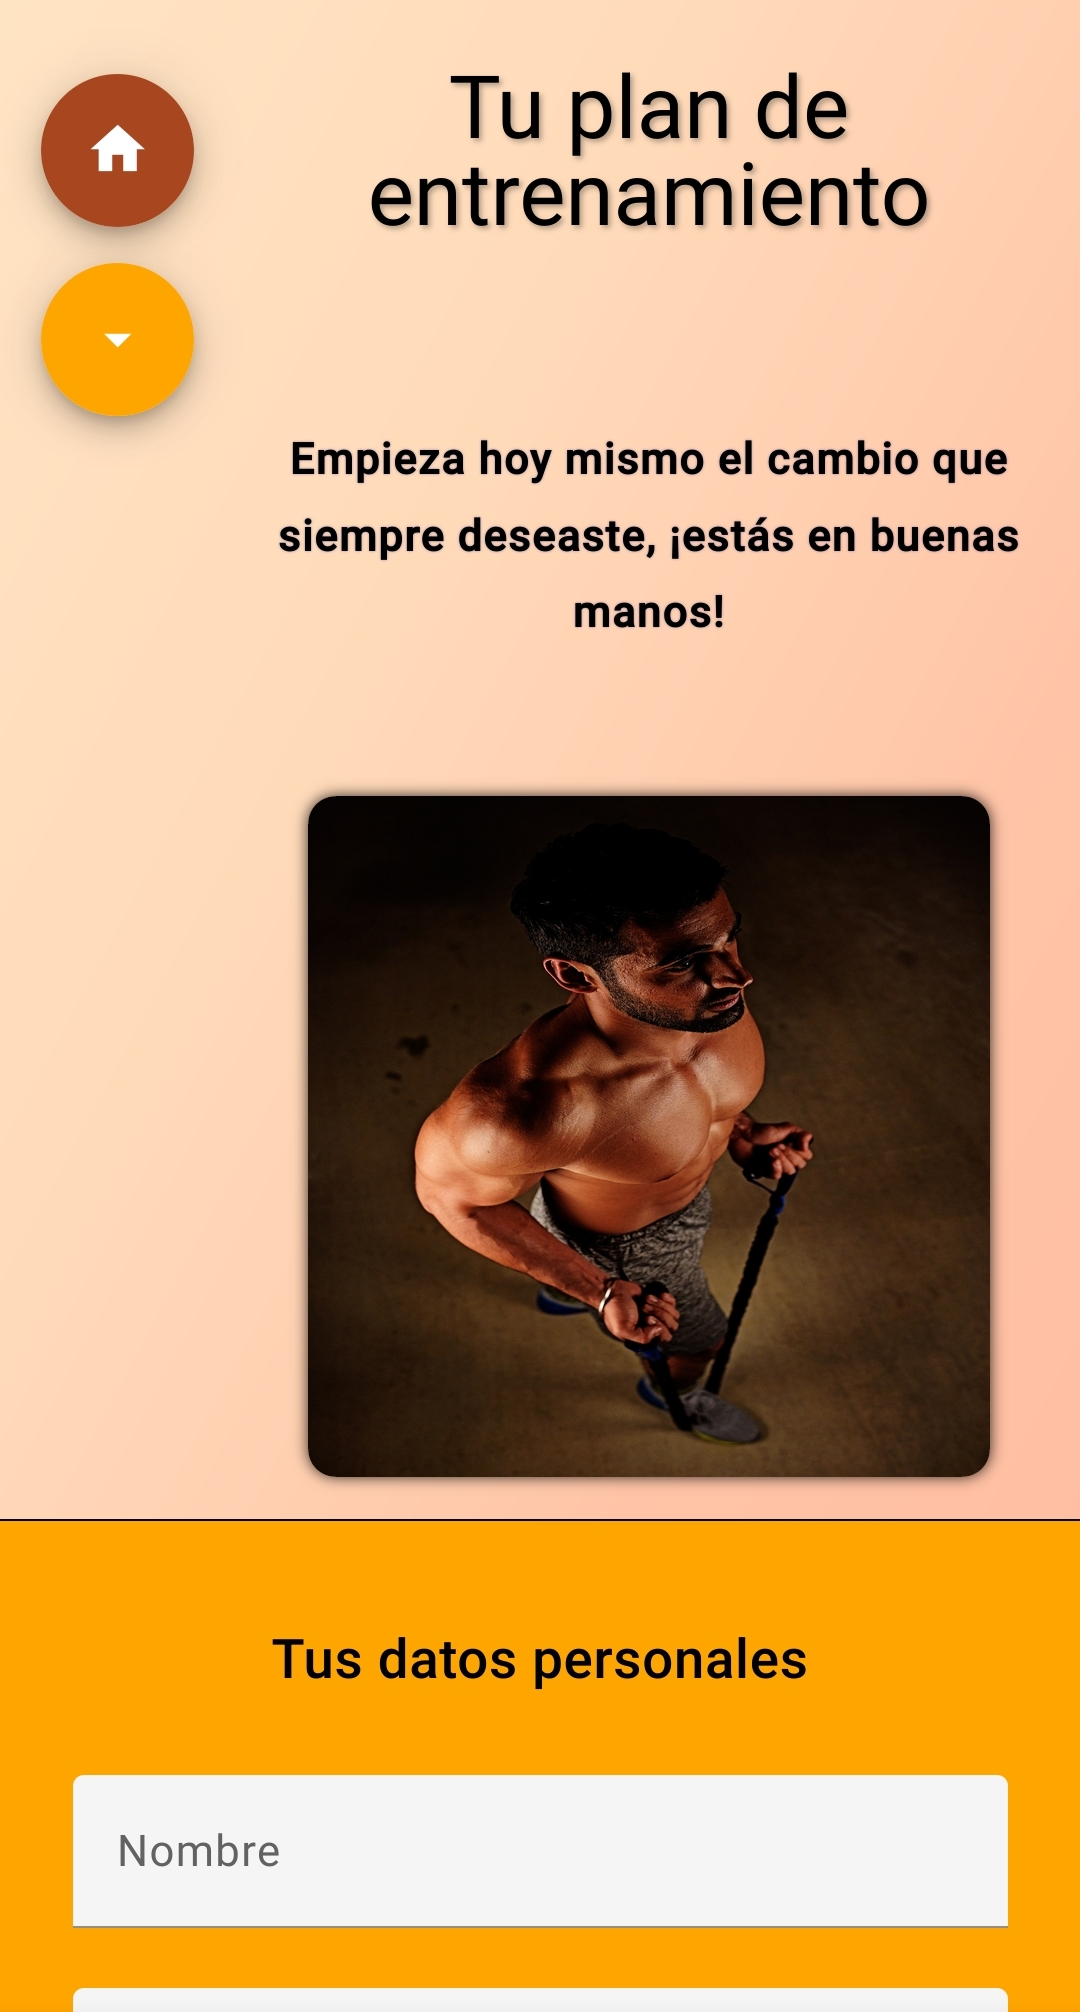 Tu plan de
entrenamiento
Empieza hoy mismo el cambio que
siempre deseaste, ¡estás en buenas
manos!
Tus datos personales
Nombre